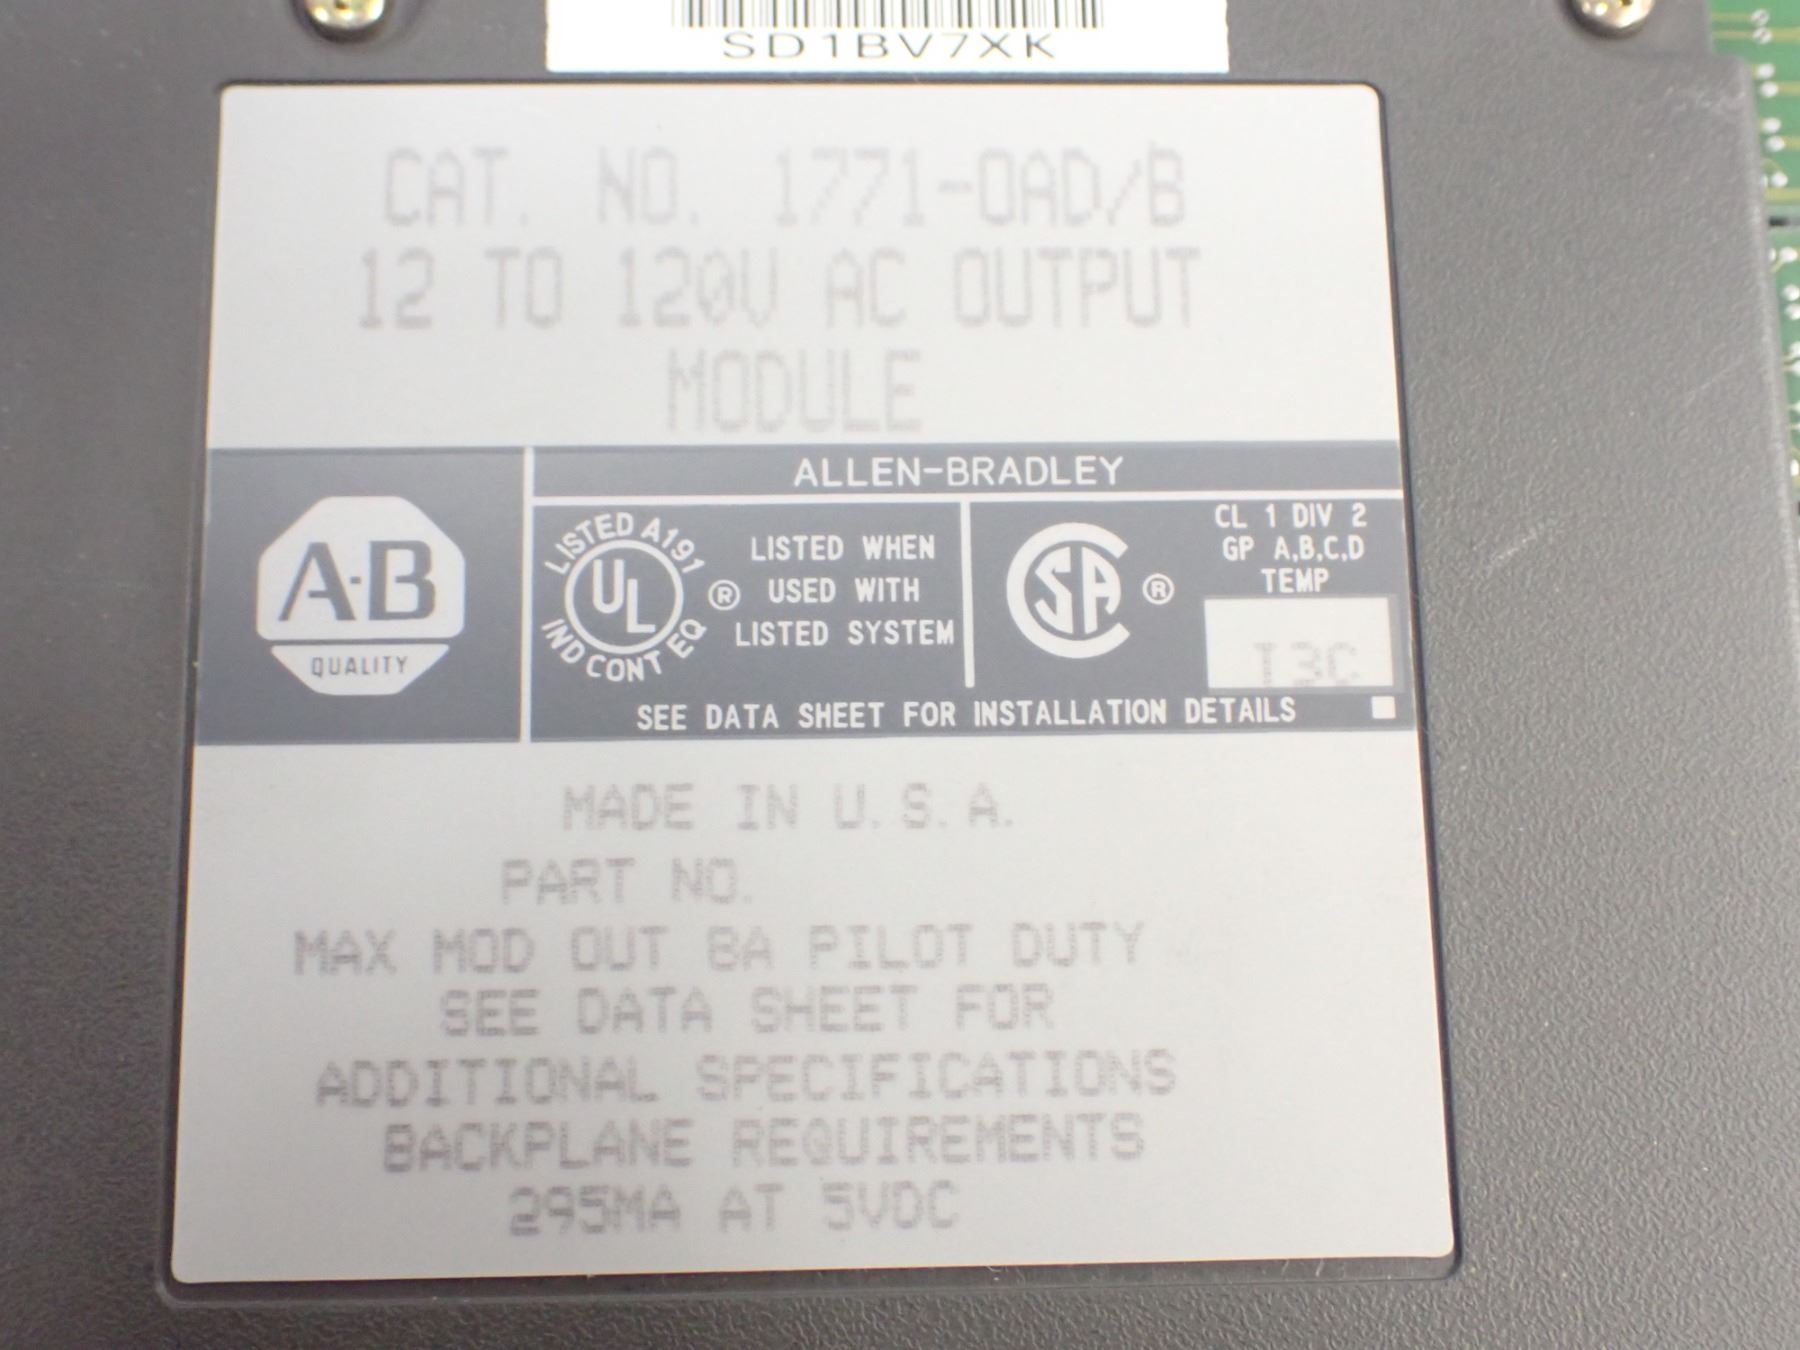 SD1BV7XK
CAT. NO. 1771-OAD/B
12 TO 120V AC OUTPUT
MODULE
ALLEN-BRADLEY
A-B
QUALITY
LISTED A191
UL
IND CONT EQ
®
LISTED WHEN
USED WITH
LISTED SYSTEM
SA
®
CL 1 DIV 2
GP A,B,C,D
TEMP
T3C
SEE DATA SHEET FOR INSTALLATION DETAILS
MADE IN U.S.A.
PART NO.
MAX MOD OUT 8A PILOT DUTY
SEE DATA SHEET FOR
ADDITIONAL SPECIFICATIONS
BACKPLANE REQUIREMENTS
295MA AT 5VDC